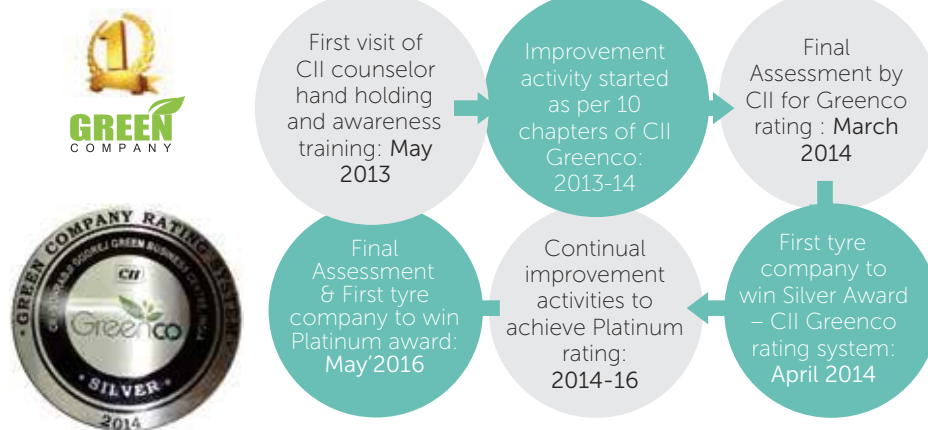 1
GREEN
COMPANY
First visit of
CII counselor
hand holding
and awareness
training: May
2013
Improvement
activity started
as per 10
chapters of CII
Greenco:
2013-14
Final
Assessment by
CII for Greenco
rating : March
2014
First tyre
company to
win Silver Award
– CII Greenco
rating system:
April 2014
Continual
improvement
activities to
achieve Platinum
rating:
2014-16
Final
Assessment
& First tyre
company to win
Platinum award:
May'2016
• GREEN COMPANY RATING SYSTEM •
GODREJ GREEN BUSINESS
CII
Greenco
• SILVER •
2014